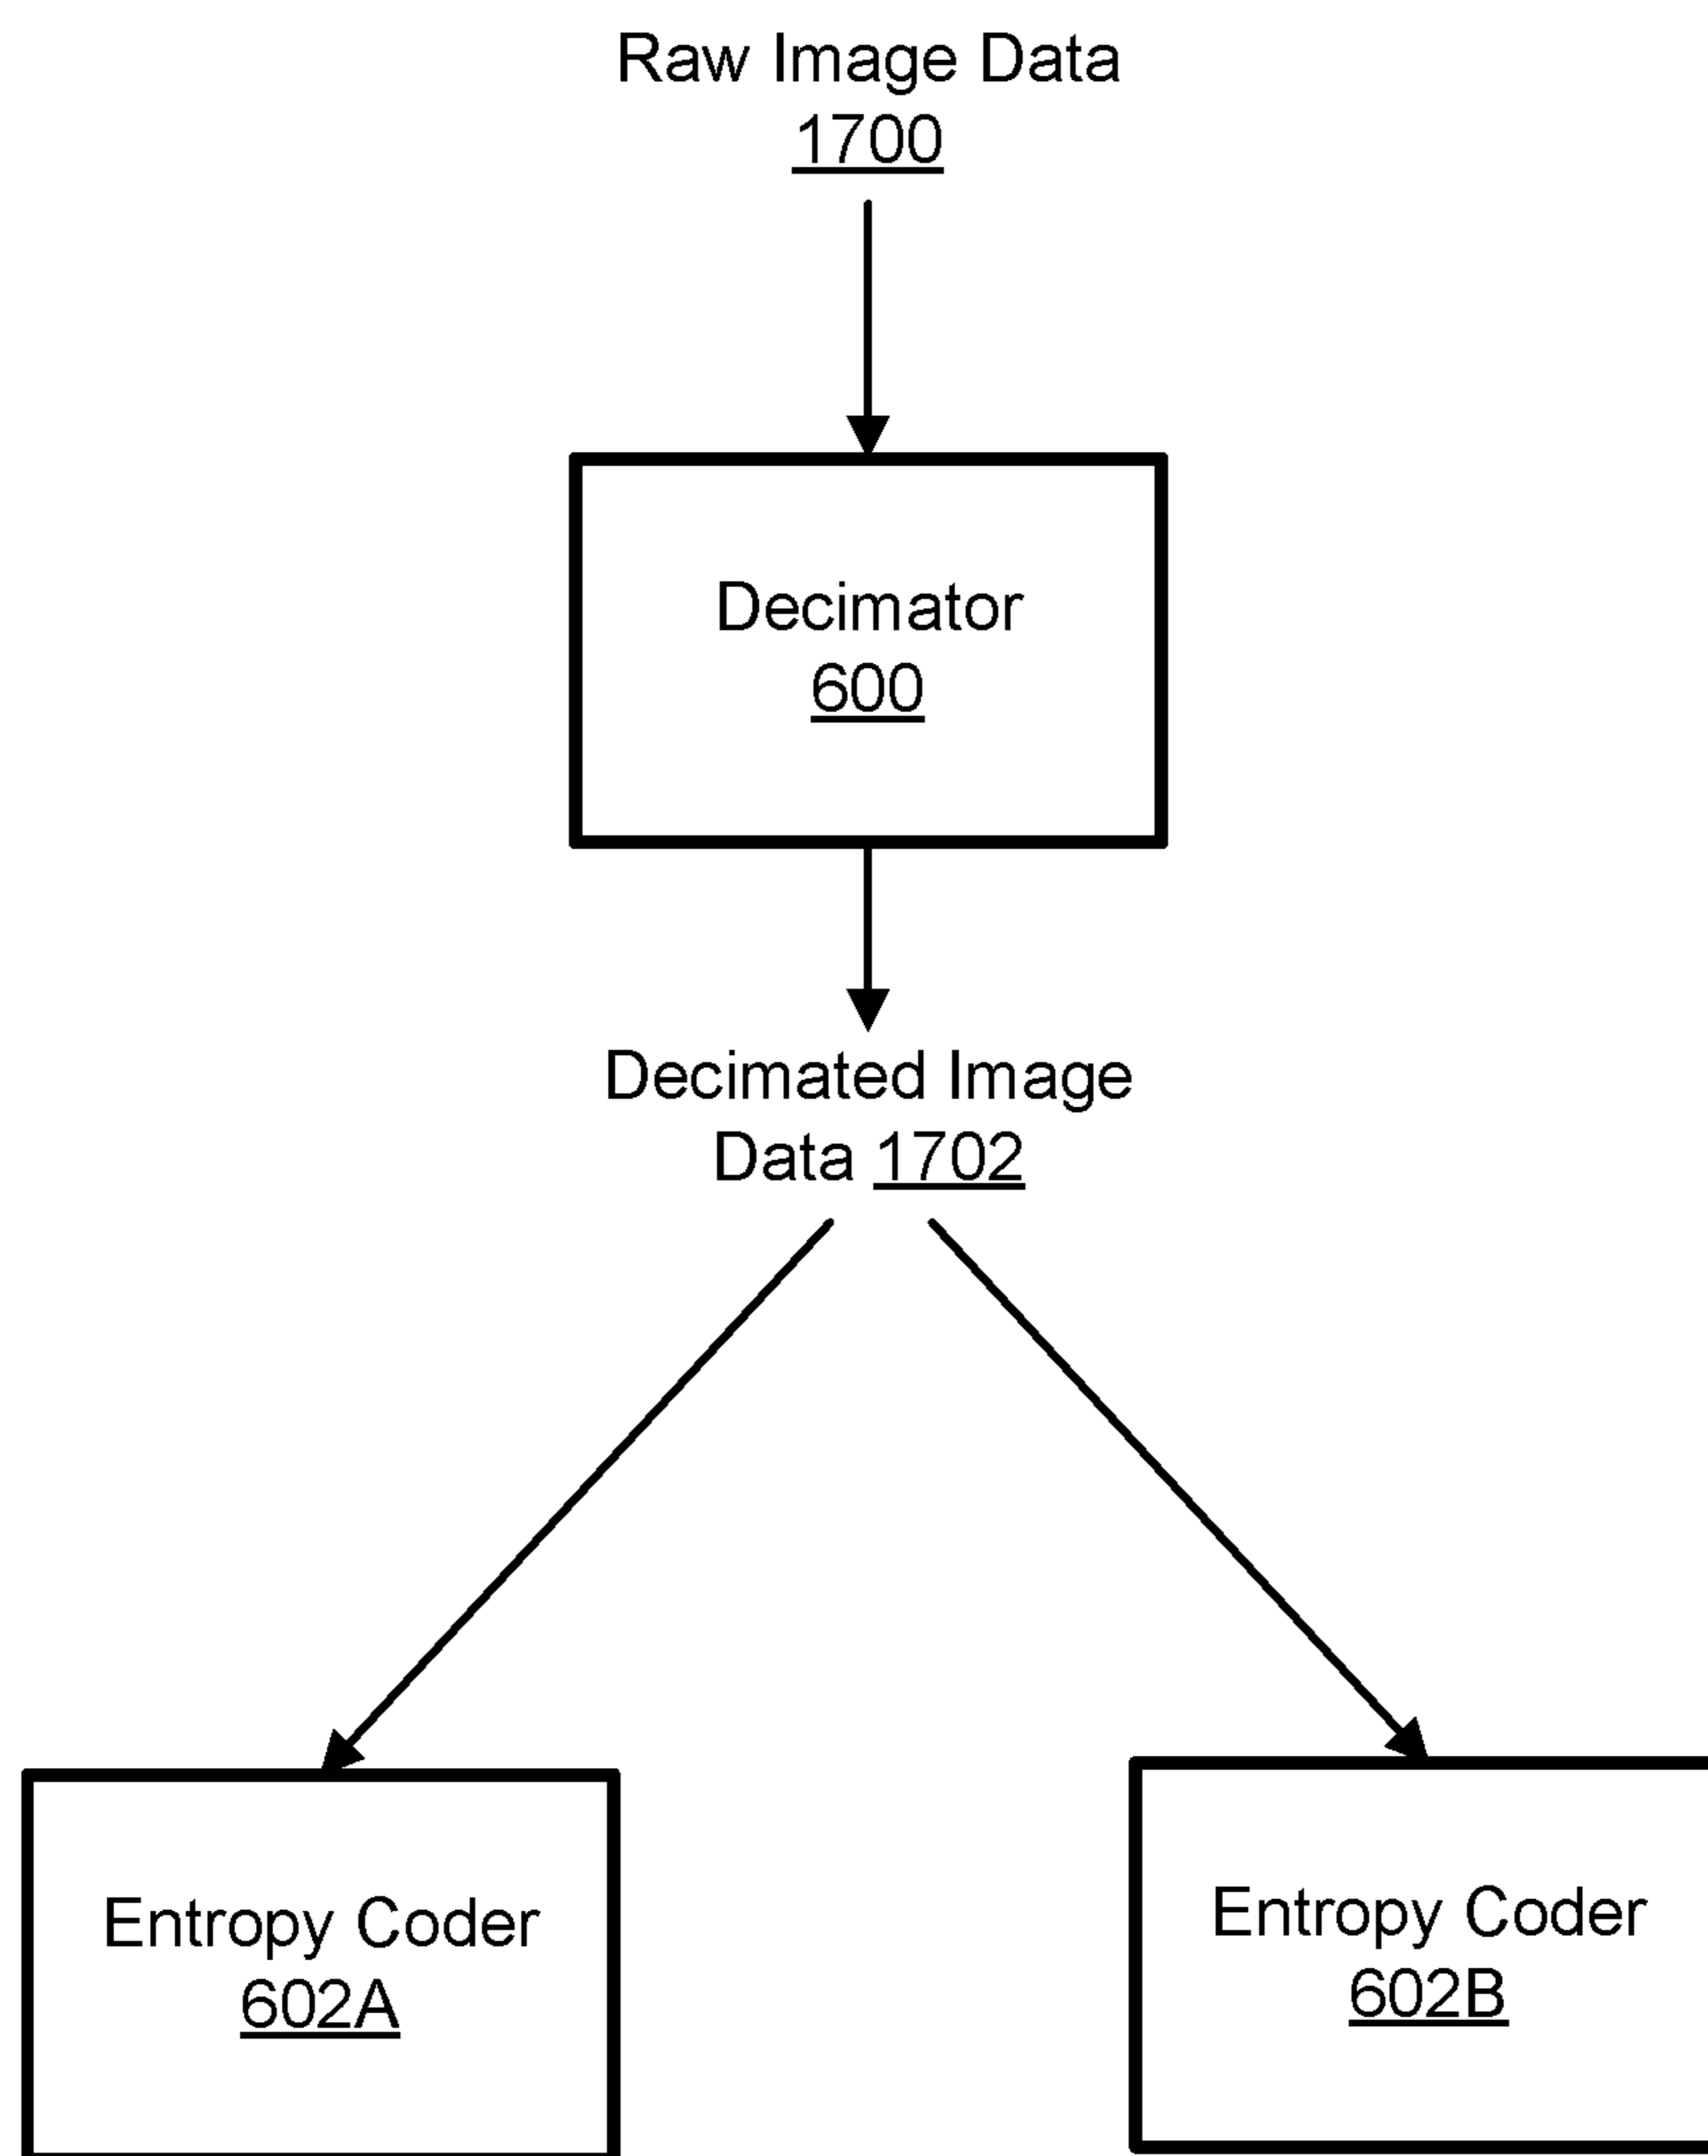 Raw Image Data
1700
Decimator
600
Decimated Image
Data 1702
Entropy Coder
602A
Entropy Coder
602B